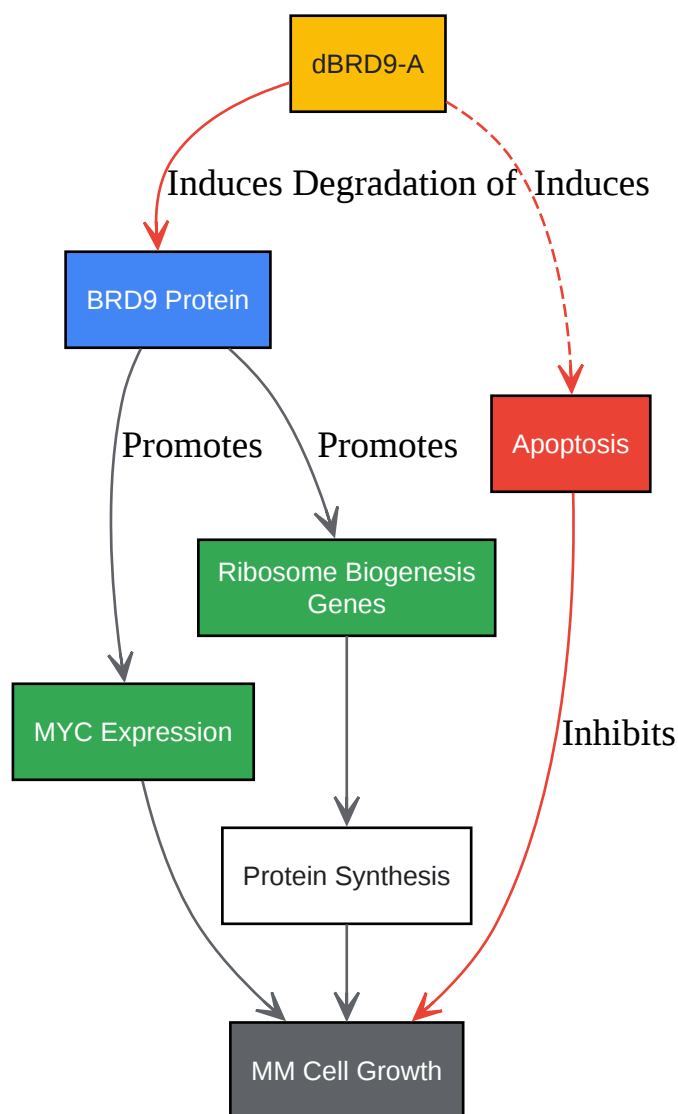 dBRD9-A
Induces Degradation of
Induces
BRD9 Protein
Promotes
Promotes
Apoptosis
Ribosome Biogenesis
Genes
MYC Expression
Inhibits
Protein Synthesis
MM Cell Growth